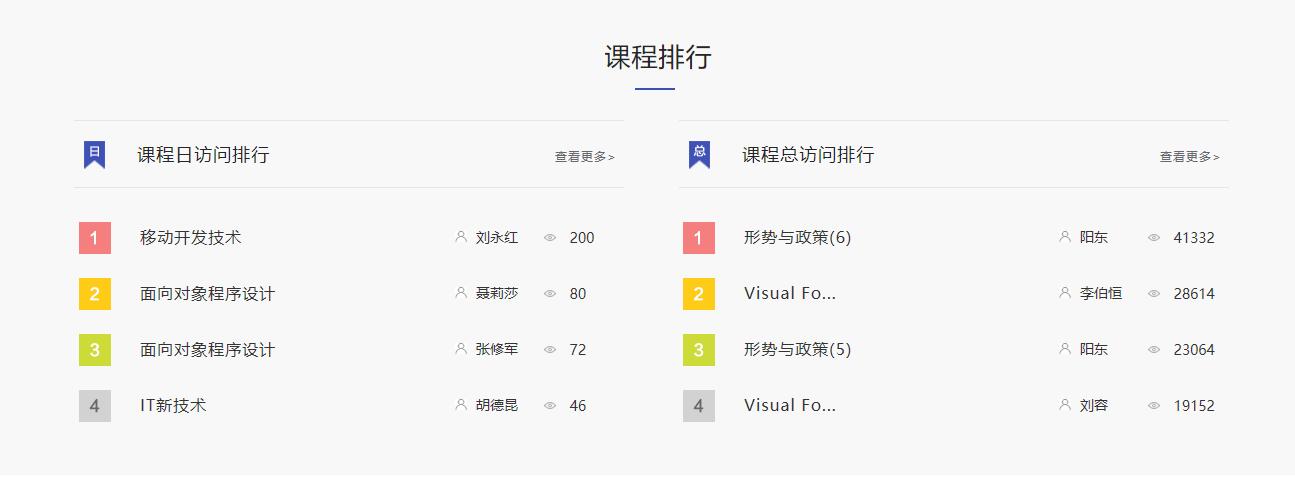 课程排行
日 课程日访问排行 查看更多>
1 移动开发技术 刘永红 200
2 面向对象程序设计 聂莉莎 80
3 面向对象程序设计 张修军 72
4 IT新技术 胡德昆 46
总 课程总访问排行 查看更多>
1 形势与政策(6) 阳东 41332
2 Visual Fo... 李伯恒 28614
3 形势与政策(5) 阳东 23064
4 Visual Fo... 刘容 19152